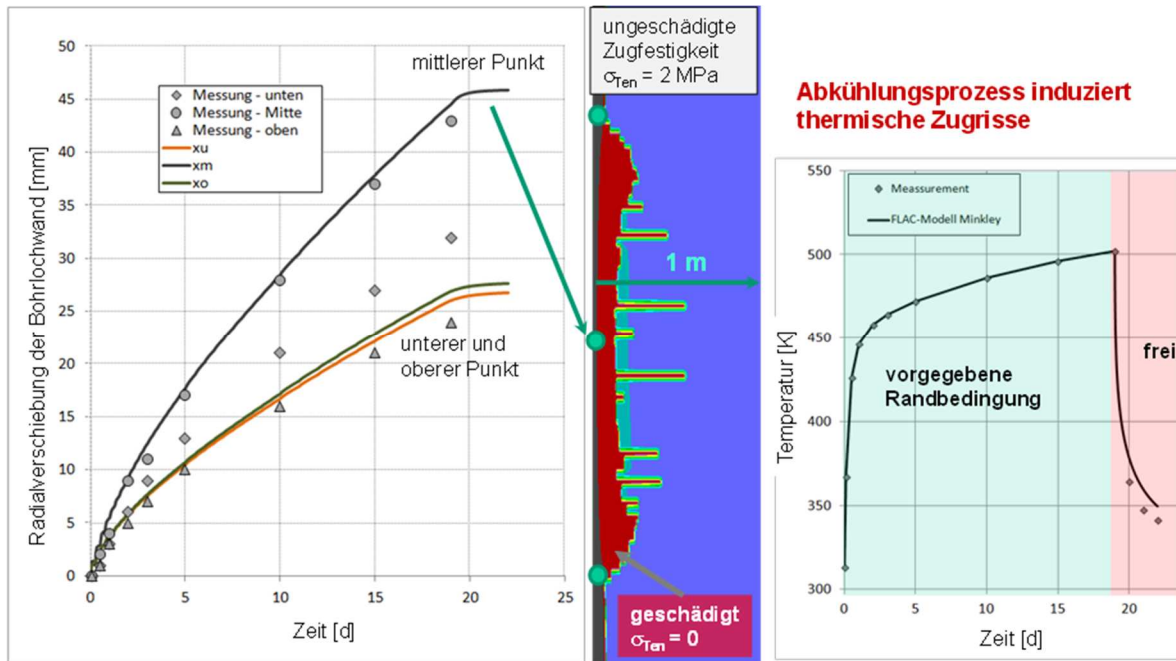 50
45
40
35
30
25
20
15
10
5
0
0
5
10
15
20
25
Radialverschiebung der Bohrlochwand [mm]
Zeit [d]
Messung - unten
Messung - Mitte
Messung - oben
xu
xm
xo
mittlerer Punkt
unterer und
oberer Punkt
ungeschädigte
Zugfestigkeit
σTen = 2 MPa
1 m
geschädigt
σTen = 0
Abkühlungsprozess induziert
thermische Zugrisse
550
500
450
400
350
300
0
5
10
15
20
Temperatur [K]
Zeit [d]
Meassurement
FLAC-Modell Minkley
vorgegebene
Randbedingung
frei